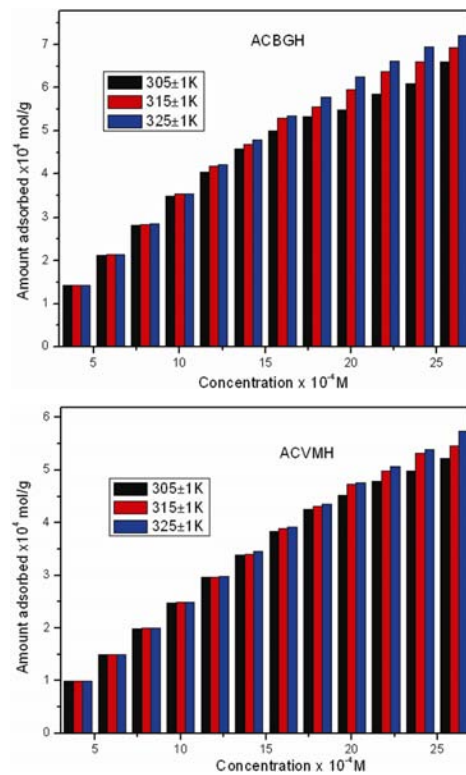 ACBGH
305±1K
315±1K
325±1K
Amount adsorbed x10⁴ mol/g
7
6
5
4
3
2
1
0
5
10
15
20
25
Concentration x 10⁻⁴M
ACVMH
305±1K
315±1K
325±1K
Amount adsorbed x10⁴ mol/g
6
5
4
3
2
1
0
5
10
15
20
25
Concentration x 10⁻⁴M